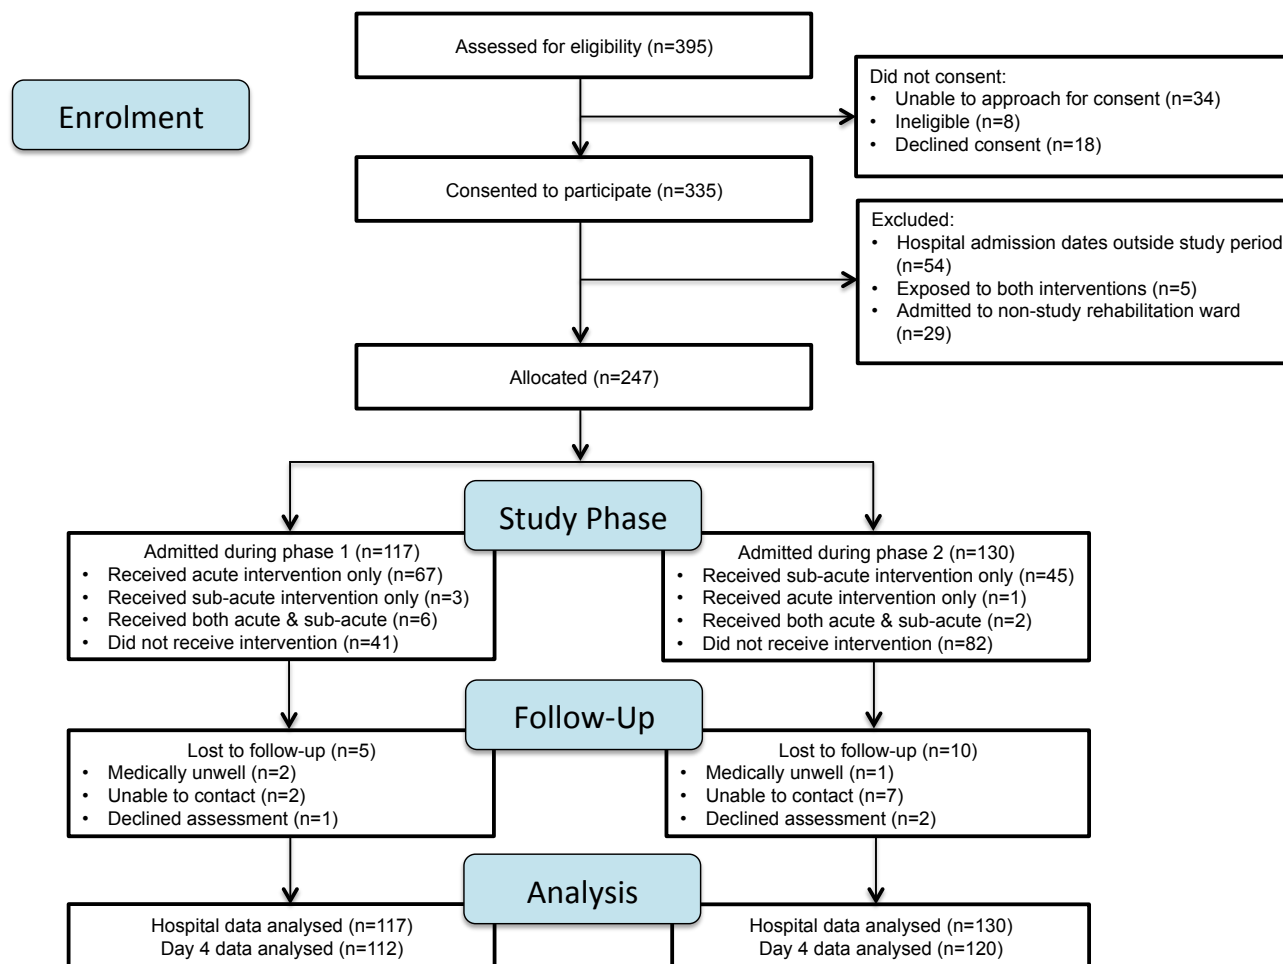 Assessed for eligibility (n=395)
Enrolment
Did not consent:
• Unable to approach for consent (n=34)
• Ineligible (n=8)
• Declined consent (n=18)
Consented to participate (n=335)
Excluded:
• Hospital admission dates outside study period
(n=54)
• Exposed to both interventions (n=5)
• Admitted to non-study rehabilitation ward
(n=29)
Allocated (n=247)
Study Phase
Admitted during phase 1 (n=117)
• Received acute intervention only (n=67)
• Received sub-acute intervention only (n=3)
• Received both acute & sub-acute (n=6)
• Did not receive intervention (n=41)
Admitted during phase 2 (n=130)
• Received sub-acute intervention only (n=45)
• Received acute intervention only (n=1)
• Received both acute & sub-acute (n=2)
• Did not receive intervention (n=82)
Follow-Up
Lost to follow-up (n=5)
• Medically unwell (n=2)
• Unable to contact (n=2)
• Declined assessment (n=1)
Lost to follow-up (n=10)
• Medically unwell (n=1)
• Unable to contact (n=7)
• Declined assessment (n=2)
Analysis
Hospital data analysed (n=117)
Day 4 data analysed (n=112)
Hospital data analysed (n=130)
Day 4 data analysed (n=120)